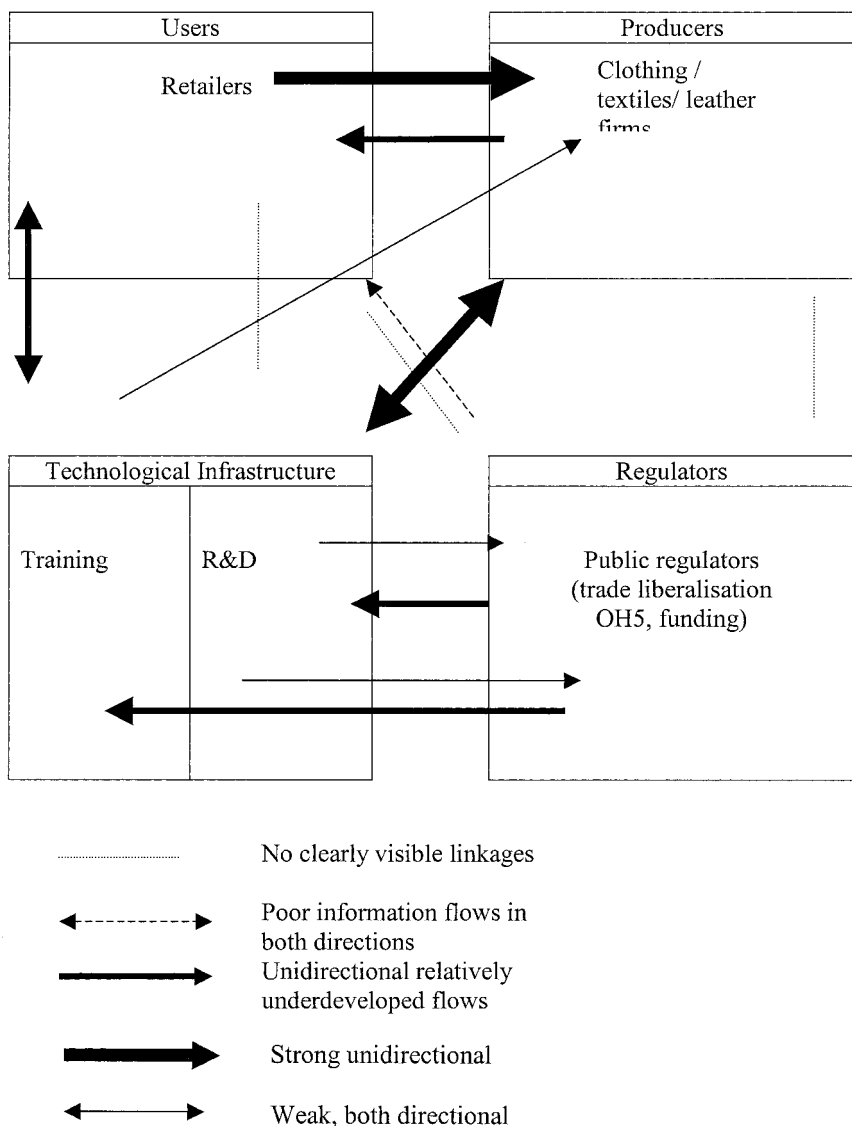 Users
Producers
Retailers
Clothing /
textiles/ leather
firms
Technological Infrastructure
Regulators
Training
R&D
Public regulators
(trade liberalisation
OH5, funding)
No clearly visible linkages
Poor information flows in
both directions
Unidirectional relatively
underdeveloped flows
Strong unidirectional
Weak, both directional